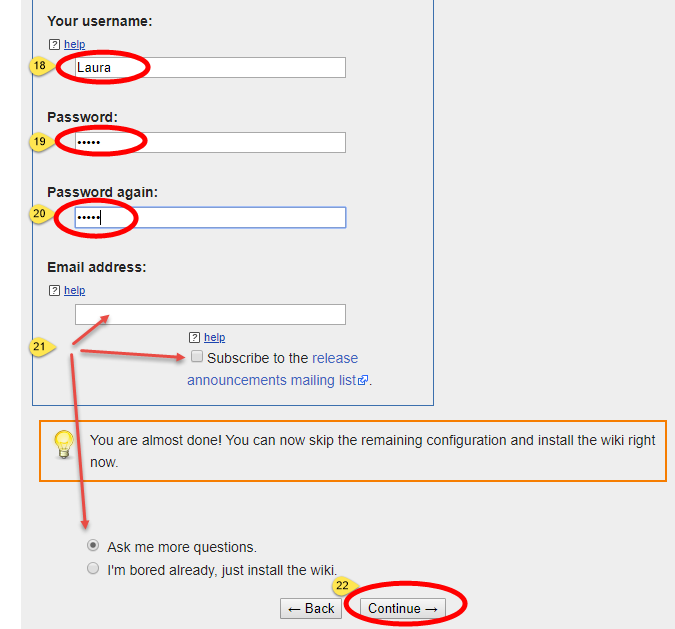 Your username:
? help
18
Laura
Password:
19
•••••
Password again:
20
•••••
Email address:
? help
21
? help
Subscribe to the release
announcements mailing list.
You are almost done! You can now skip the remaining configuration and install the wiki right
now.
Ask me more questions.
I'm bored already, just install the wiki.
22
← Back
Continue →